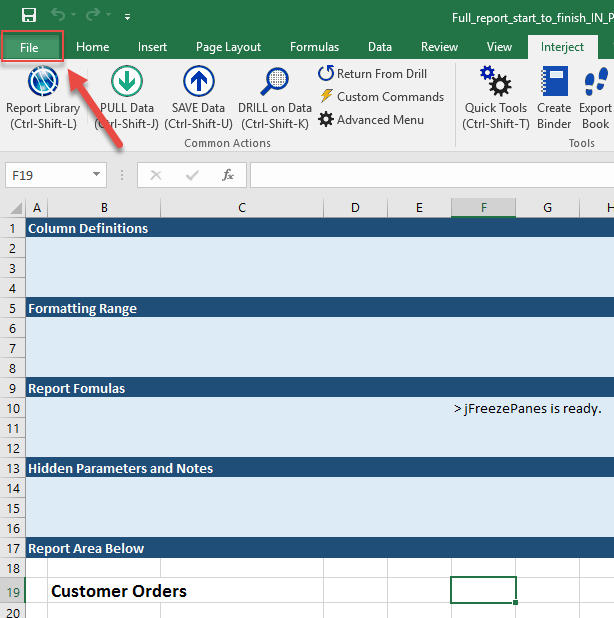 Full_report_start_to_finish_IN_P
File Home Insert Page Layout Formulas Data Review View Interject
Report Library
(Ctrl-Shift-L)
PULL Data
(Ctrl-Shift-J)
SAVE Data
(Ctrl-Shift-U)
DRILL on Data
(Ctrl-Shift-K)
Return From Drill
Custom Commands
Advanced Menu
Common Actions
Quick Tools
(Ctrl-Shift-T)
Create
Binder
Export
Book
Tools
F19 fx
A B C D E F G H
1 Column Definitions
2
3
4
5 Formatting Range
6
7
8
9 Report Fomulas
10 > jFreezePanes is ready.
11
12
13 Hidden Parameters and Notes
14
15
16
17 Report Area Below
18
19 Customer Orders
20